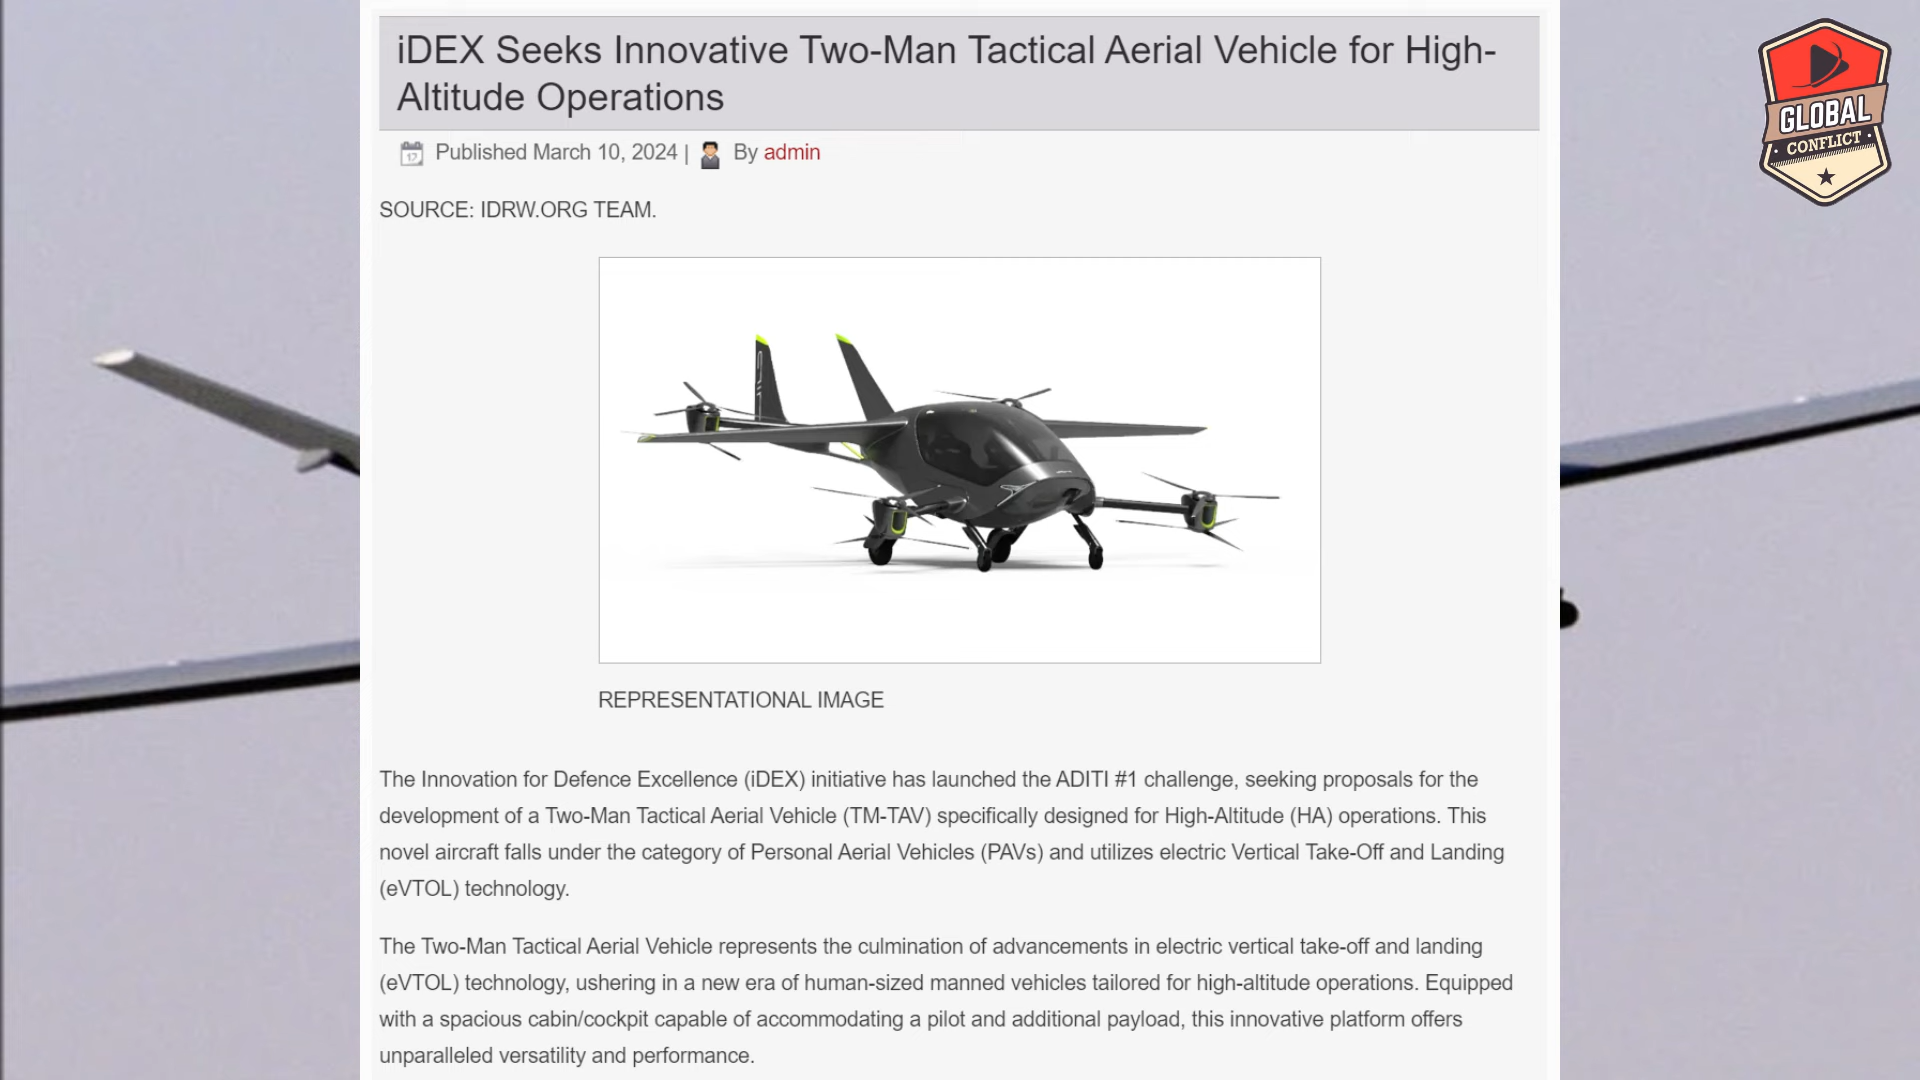 iDEX Seeks Innovative Two-Man Tactical Aerial Vehicle for High-
Altitude Operations
Published March 10, 2024 | By admin
SOURCE: IDRW.ORG TEAM.
REPRESENTATIONAL IMAGE
The Innovation for Defence Excellence (iDEX) initiative has launched the ADITI #1 challenge, seeking proposals for the
development of a Two-Man Tactical Aerial Vehicle (TM-TAV) specifically designed for High-Altitude (HA) operations. This
novel aircraft falls under the category of Personal Aerial Vehicles (PAVs) and utilizes electric Vertical Take-Off and Landing
(eVTOL) technology.
The Two-Man Tactical Aerial Vehicle represents the culmination of advancements in electric vertical take-off and landing
(eVTOL) technology, ushering in a new era of human-sized manned vehicles tailored for high-altitude operations. Equipped
with a spacious cabin/cockpit capable of accommodating a pilot and additional payload, this innovative platform offers
unparalleled versatility and performance.
GLOBAL
CONFLICT